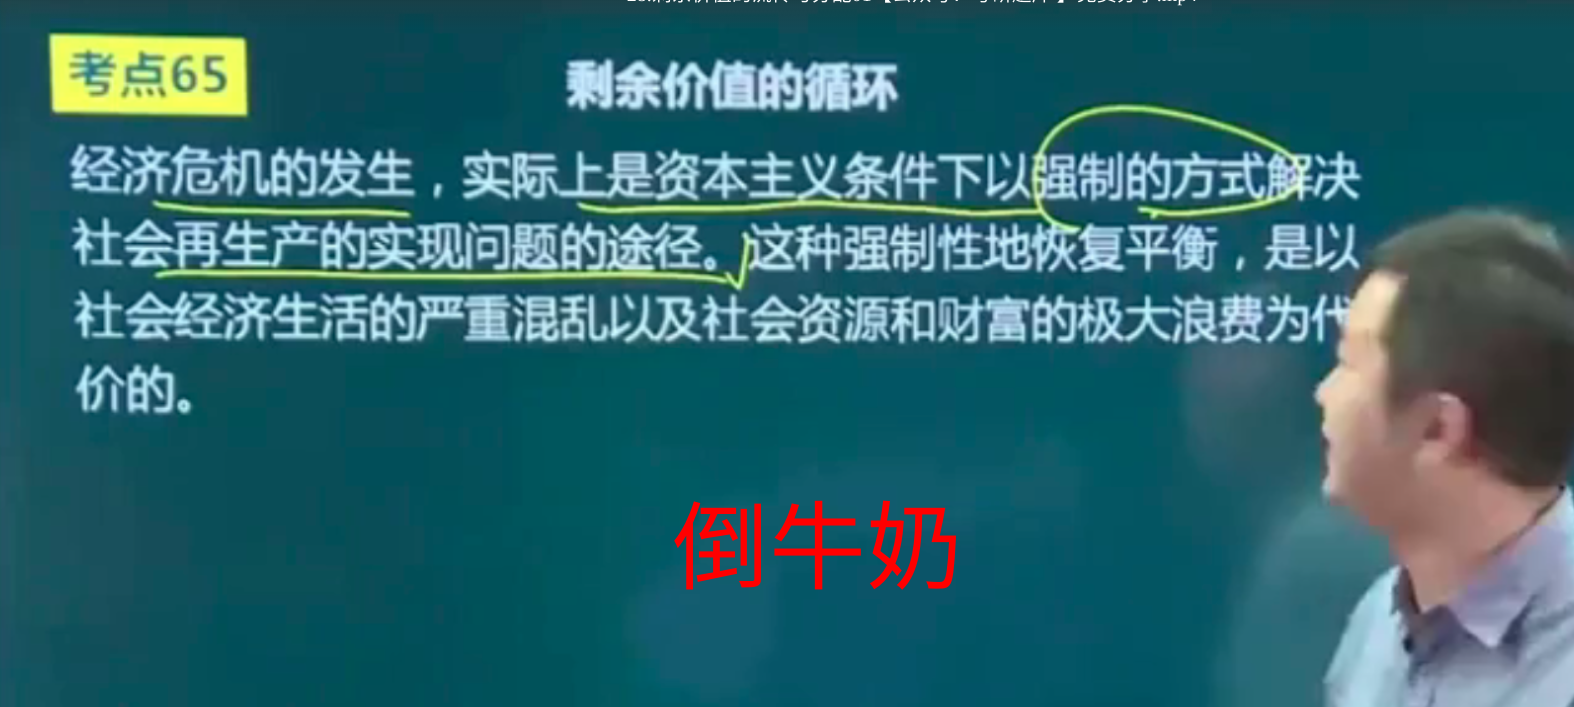 考点65
剩余价值的循环
经济危机的发生，实际上是资本主义条件下以强制的方式解决
社会再生产的实现问题的途径。这种强制性地恢复平衡，是以
社会经济生活的严重混乱以及社会资源和财富的极大浪费为代
价的。
倒牛奶